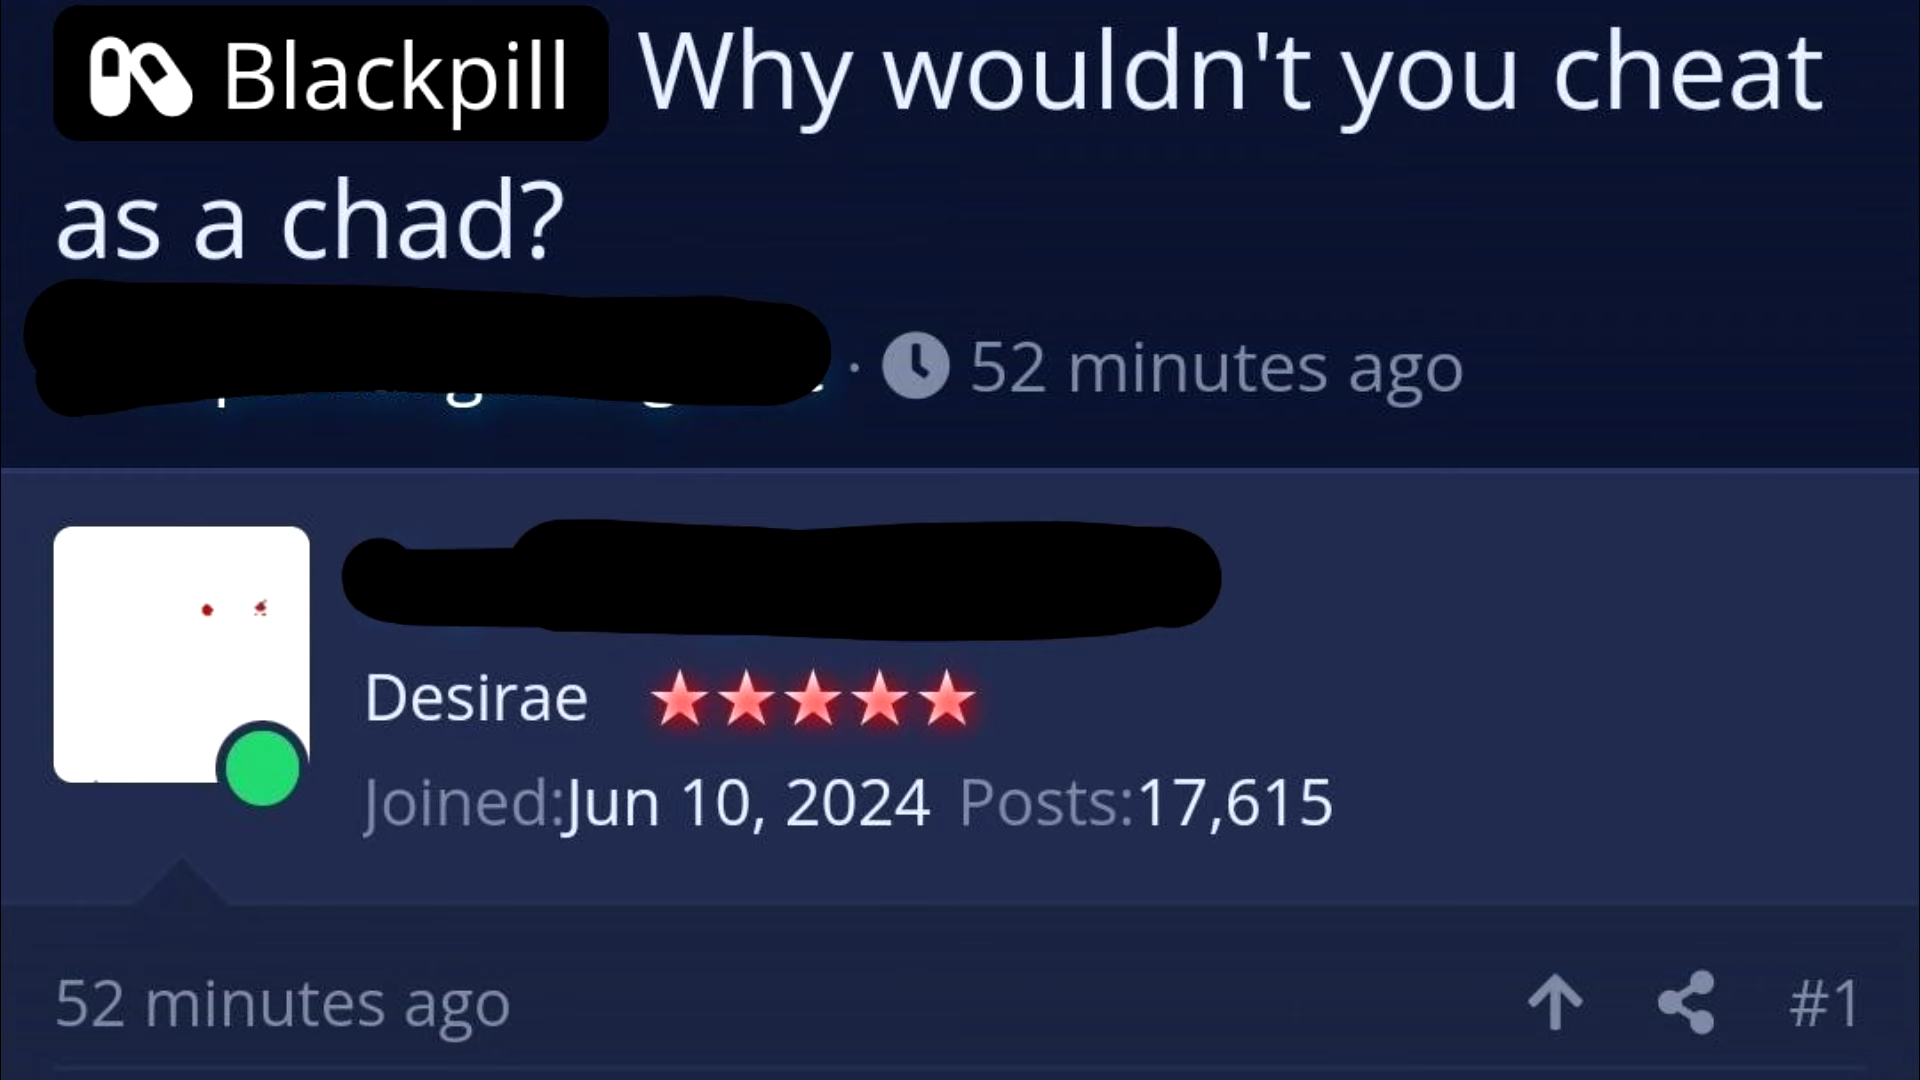 Blackpill Why wouldn't you cheat
as a chad?
· 52 minutes ago
Desirae
Joined:Jun 10, 2024 Posts:17,615
52 minutes ago #1